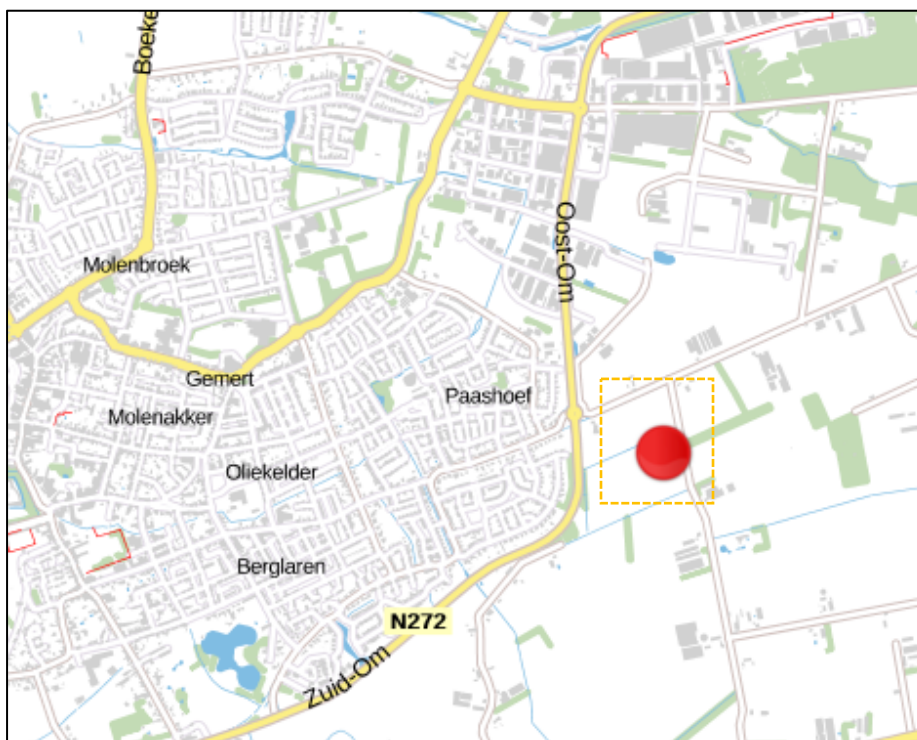 Boeke
Oost-Om
Molenbroek
Gemert
Paashoef
Molenakker
Oliekelder
Berglaren
N272
Zuid-Om